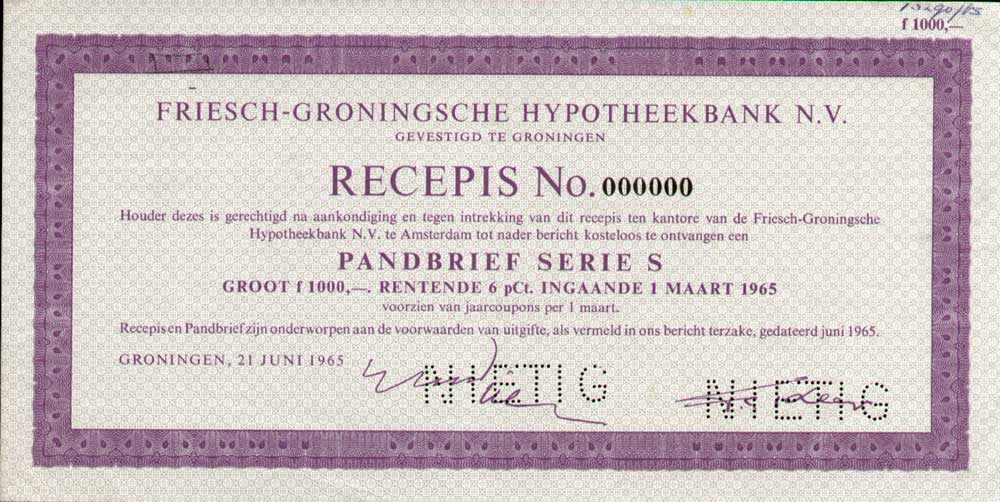 f 1000,—
FRIESCH-GRONINGSCHE HYPOTHEEKBANK N.V.
GEVESTIGD TE GRONINGEN
RECEPIS No. 000000
Houder dezes is gerechtigd na aankondiging en tegen intrekking van dit recepis ten kantore van de Friesch-Groningsche
Hypotheekbank N.V. te Amsterdam tot nader bericht kosteloos te ontvangen een
PANDBRIEF SERIE S
GROOT f 1000,—. RENTENDE 6 pCt. INGAANDE 1 MAART 1965
voorzien van jaarcoupons per 1 maart.
Recepis en Pandbrief zijn onderworpen aan de voorwaarden van uitgifte, als vermeld in ons bericht terzake, gedateerd juni 1965.
GRONINGEN, 21 JUNI 1965
NIETIG NIETIG